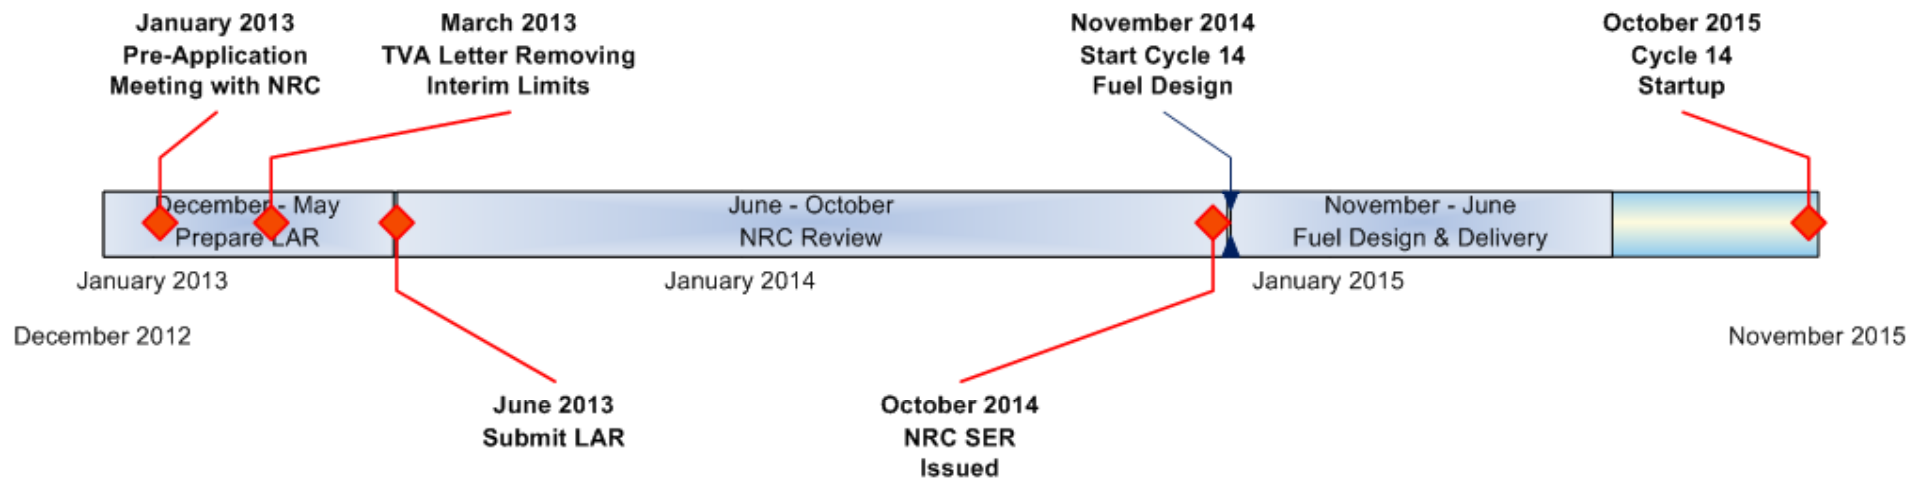 January 2013
Pre-Application
Meeting with NRC
March 2013
TVA Letter Removing
Interim Limits
November 2014
Start Cycle 14
Fuel Design
October 2015
Cycle 14
Startup
December - May
Prepare LAR
June - October
NRC Review
November - June
Fuel Design & Delivery
January 2013
January 2014
January 2015
December 2012
November 2015
June 2013
Submit LAR
October 2014
NRC SER
Issued